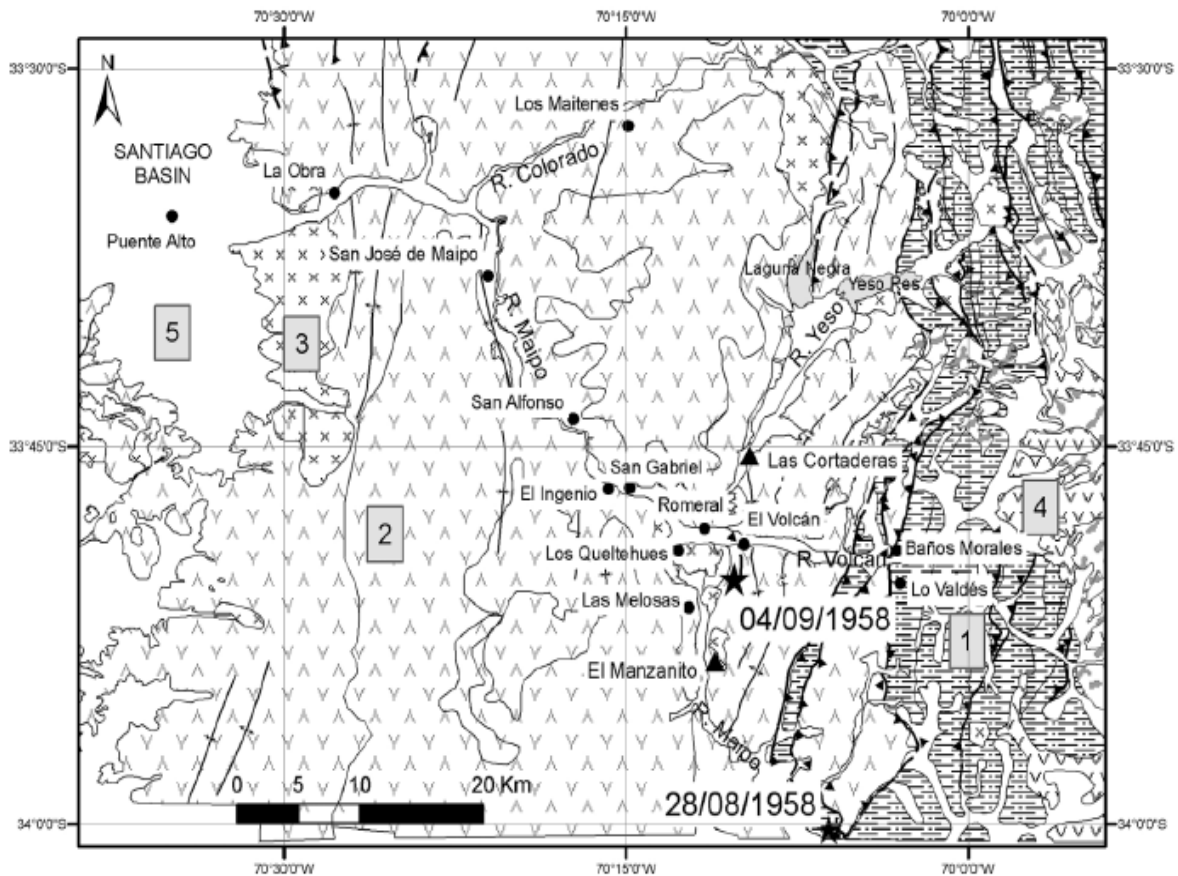 70°30'0"W 70°15'0"W 70°0'0"W
33°30'0"S 33°30'0"S
N
Los Maitenes
SANTIAGO
BASIN
La Obra
R. Colorado
Puente Alto
San José de Maipo
Laguna Negra
Yeso Res.
R. Maipo
R. Yeso
5
3
San Alfonso
33°45'0"S 33°45'0"S
San Gabriel
Las Cortaderas
El Ingenio
Romeral
El Volcán
4
2
Los Queltehues
R. Volcán
Baños Morales
Lo Valdés
Las Melosas
04/09/1958
1
El Manzanito
R. Maipo
0 5 10 20 Km
28/08/1958
34°0'0"S 34°0'0"S
70°30'0"W 70°15'0"W 70°0'0"W